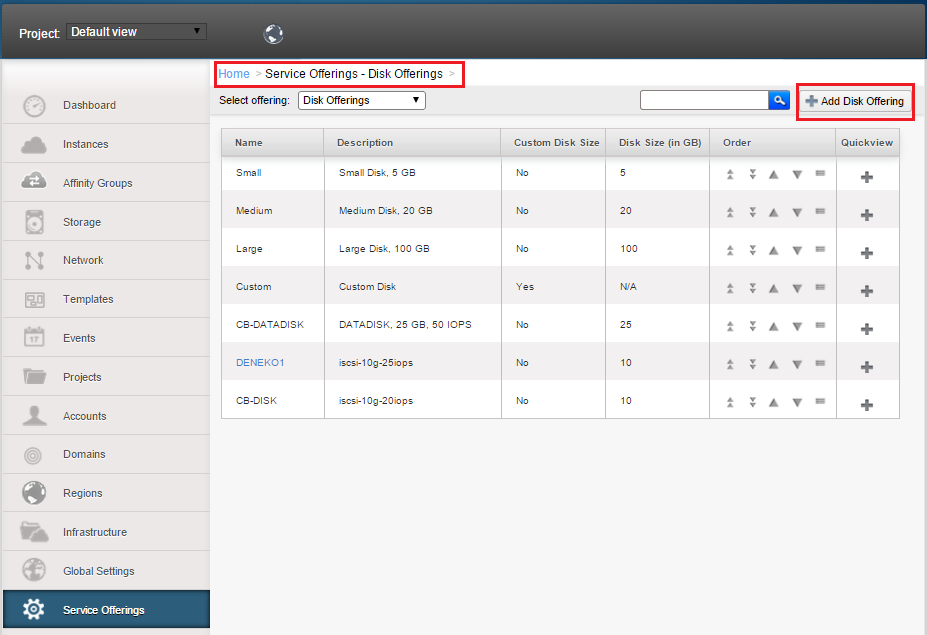 Project: Default view
Home > Service Offerings - Disk Offerings >
Select offering: Disk Offerings Add Disk Offering
Dashboard
Instances
Affinity Groups
Storage
Network
Templates
Events
17
Projects
Accounts
Domains
Regions
Infrastructure
Global Settings
Service Offerings
Name Description Custom Disk Size Disk Size (in GB) Order Quickview
Small Small Disk, 5 GB No 5
Medium Medium Disk, 20 GB No 20
Large Large Disk, 100 GB No 100
Custom Custom Disk Yes N/A
CB-DATADISK DATADISK, 25 GB, 50 IOPS No 25
DENEKO1 iscsi-10g-25iops No 10
CB-DISK iscsi-10g-20iops No 10